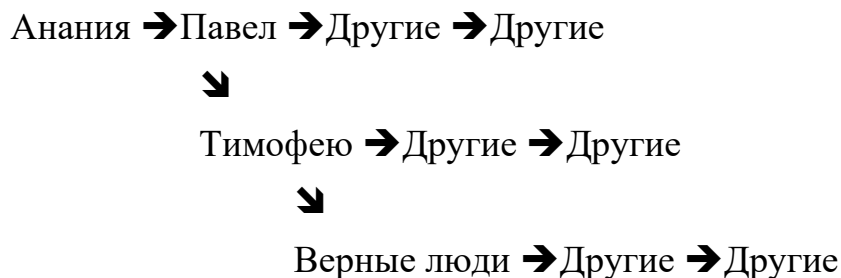 Анания ➔Павел ➔Другие ➔Другие
➘
Тимофею ➔Другие ➔Другие
➘
Верные люди ➔Другие ➔Другие